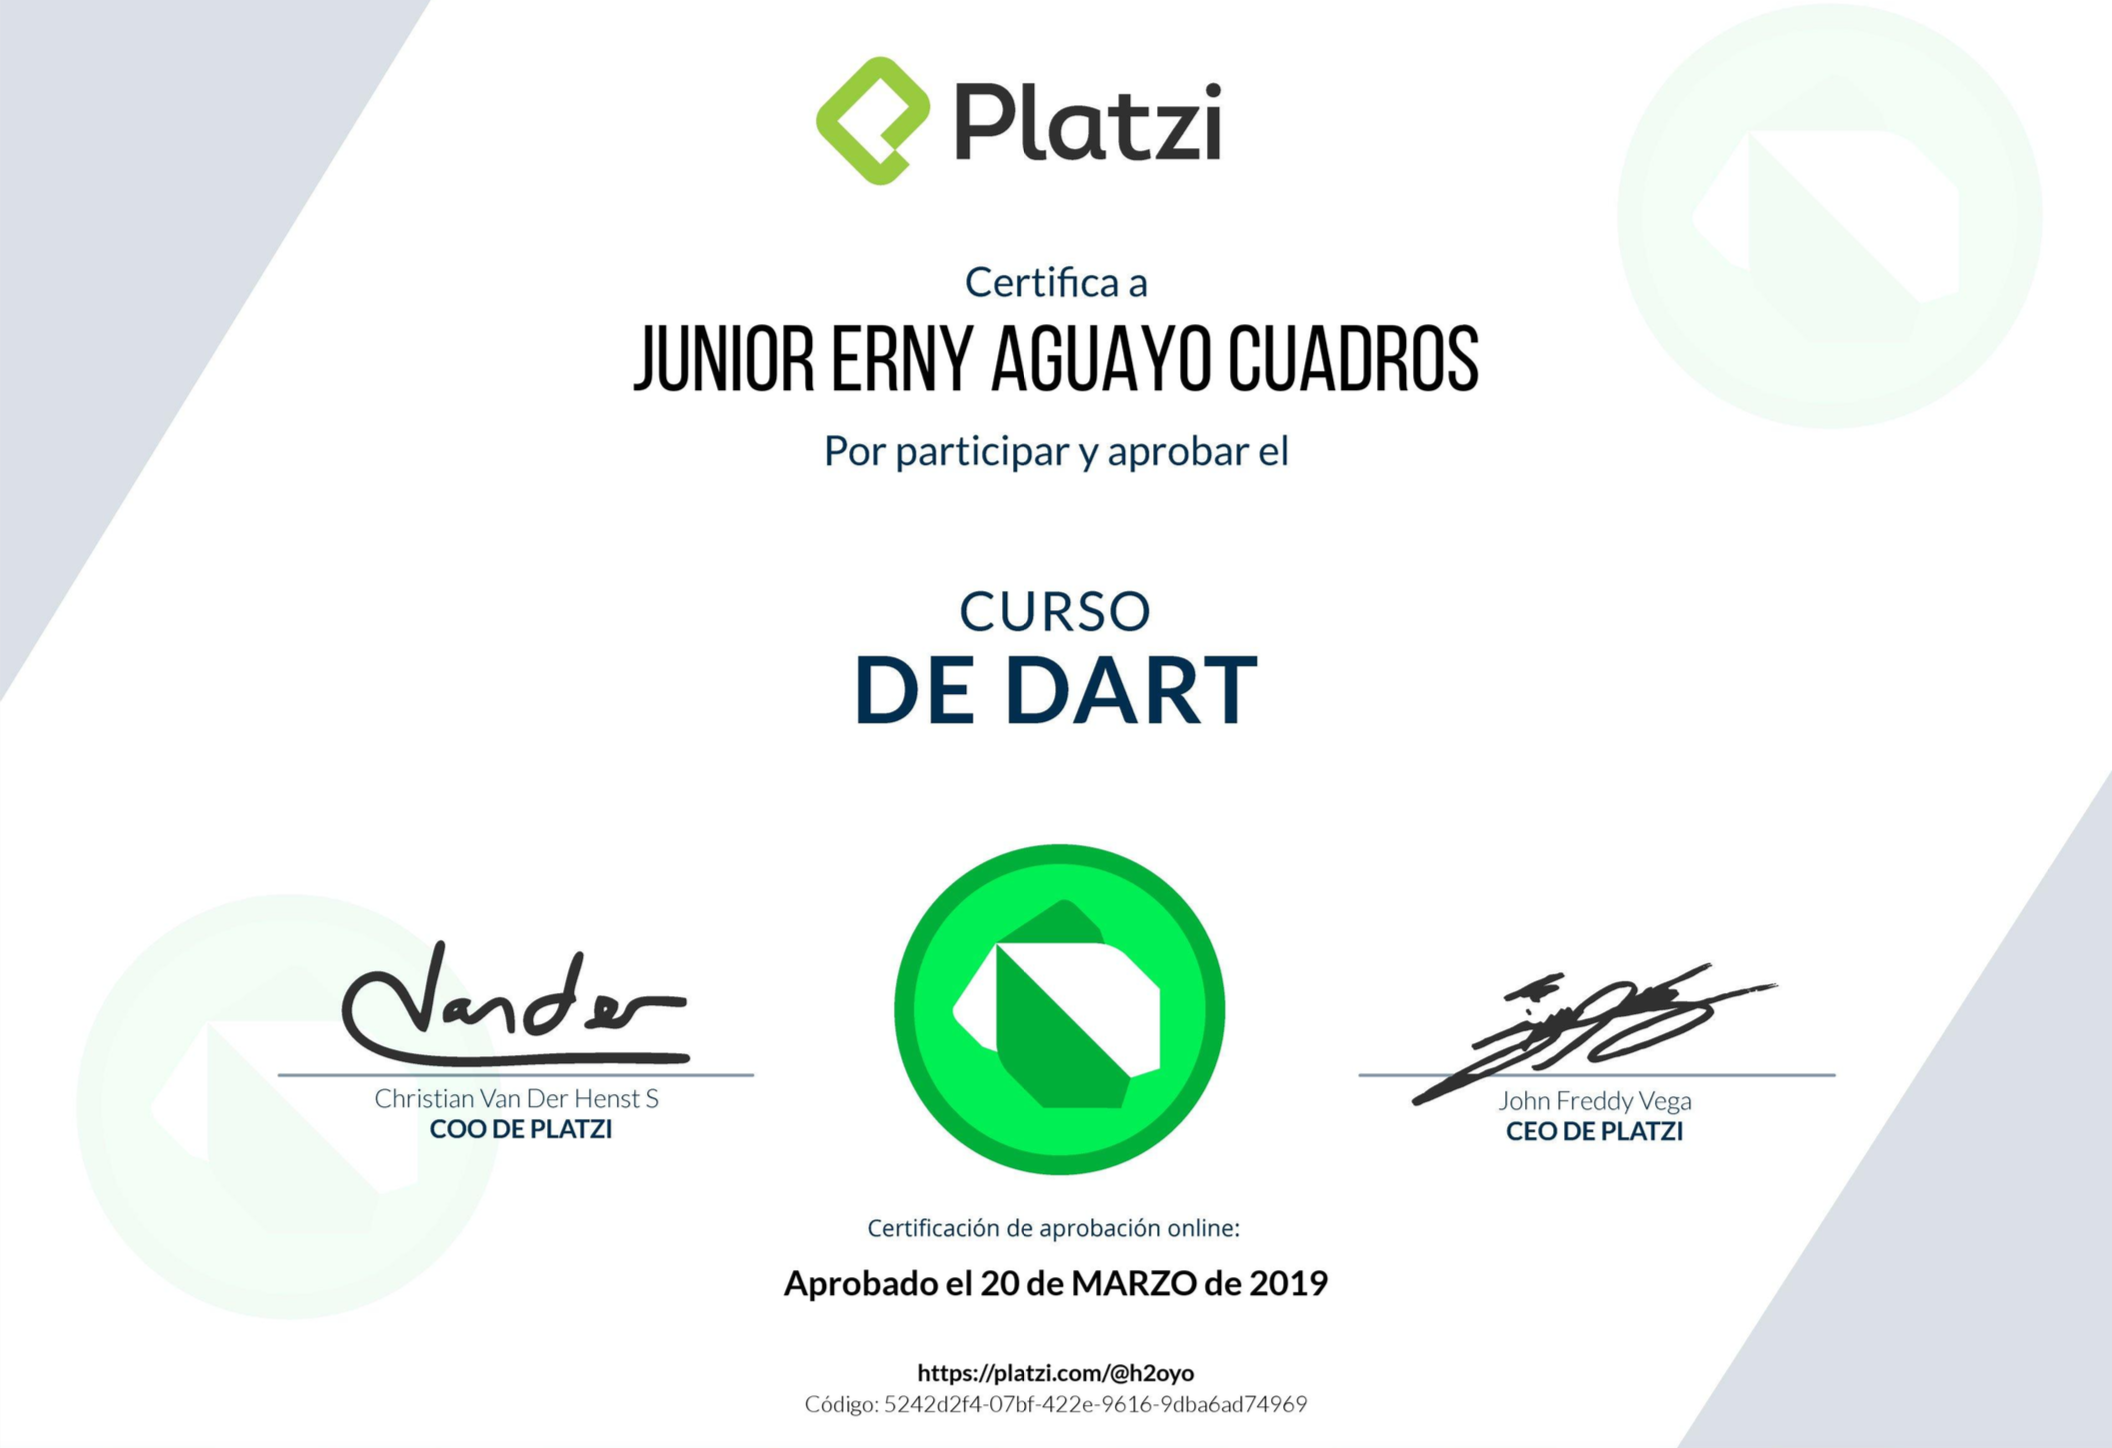 Platzi
Certifica a
JUNIOR ERNY AGUAYO CUADROS
Por participar y aprobar el
CURSO
DE DART
Vander
Christian Van Der Henst S
COO DE PLATZI
John Freddy Vega
CEO DE PLATZI
Certificación de aprobación online:
Aprobado el 20 de MARZO de 2019
https://platzi.com/@h2oyo
Código: 5242d2f4-07bf-422e-9616-9dba6ad74969